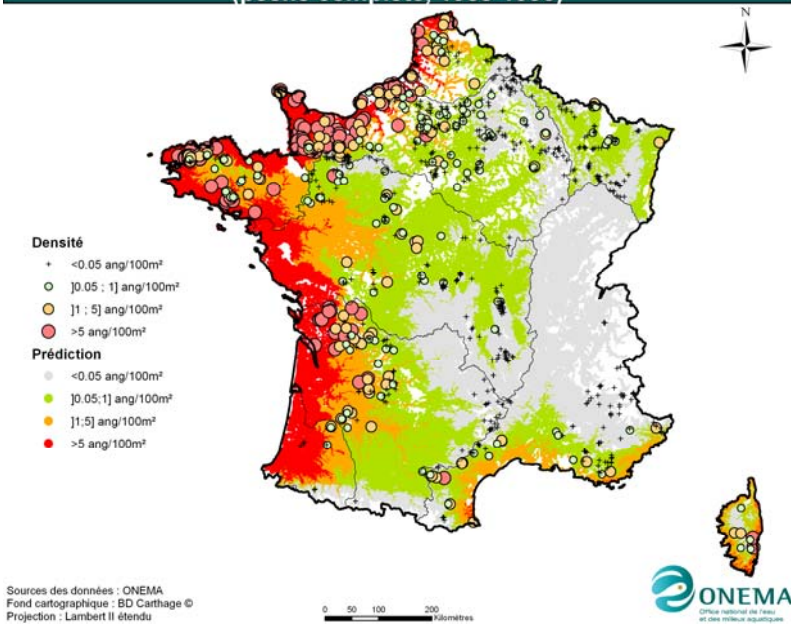 N
Densité
<0.05 ang/100m²
]0.05 ; 1] ang/100m²
]1 ; 5] ang/100m²
>5 ang/100m²
Prédiction
<0.05 ang/100m²
]0.05;1] ang/100m²
]1;5] ang/100m²
>5 ang/100m²
Sources des données : ONEMA
Fond cartographique : BD Carthage ©
Projection : Lambert II étendu
0 50 100 200
Kilomètres
ONEMA
Office national de l'eau
et des milieux aquatiques